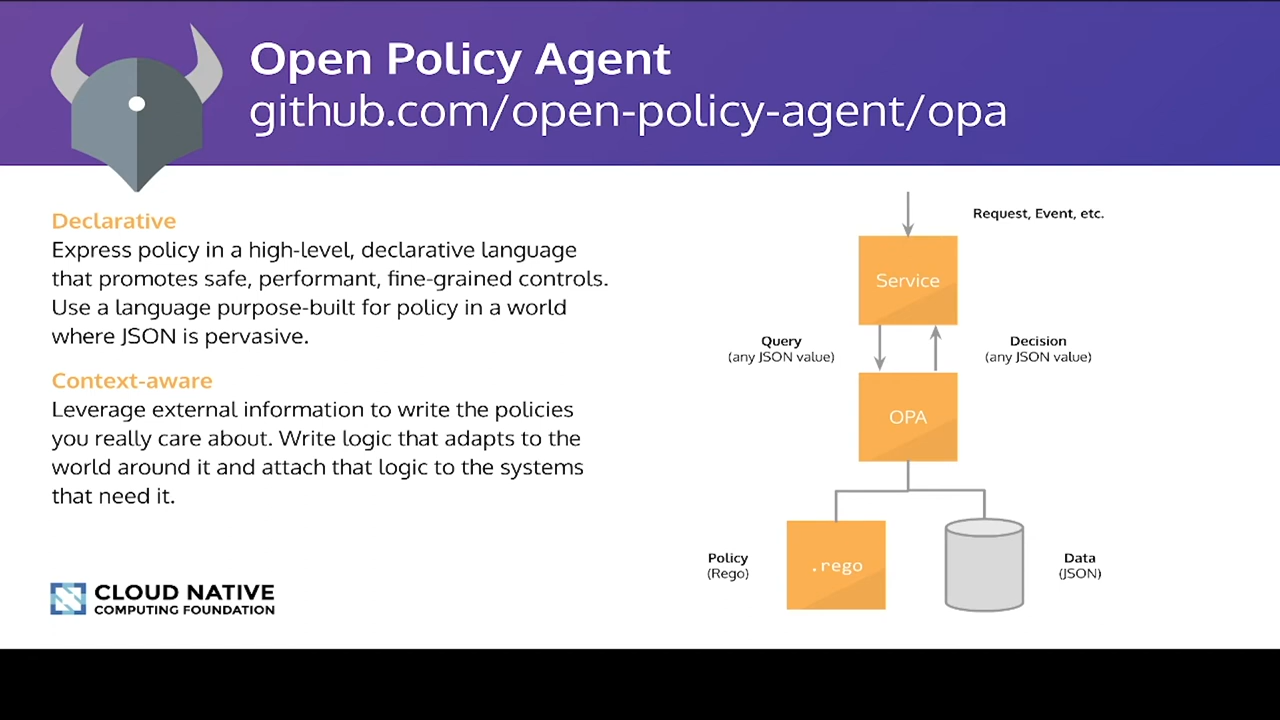 Open Policy Agent
github.com/open-policy-agent/opa
Declarative
Express policy in a high-level, declarative language
that promotes safe, performant, fine-grained controls.
Use a language purpose-built for policy in a world
where JSON is pervasive.
Context-aware
Leverage external information to write the policies
you really care about. Write logic that adapts to the
world around it and attach that logic to the systems
that need it.
CLOUD NATIVE
COMPUTING FOUNDATION
Request, Event, etc.
Service
Query
(any JSON value)
Decision
(any JSON value)
OPA
Policy
(Rego)
.rego
Data
(JSON)